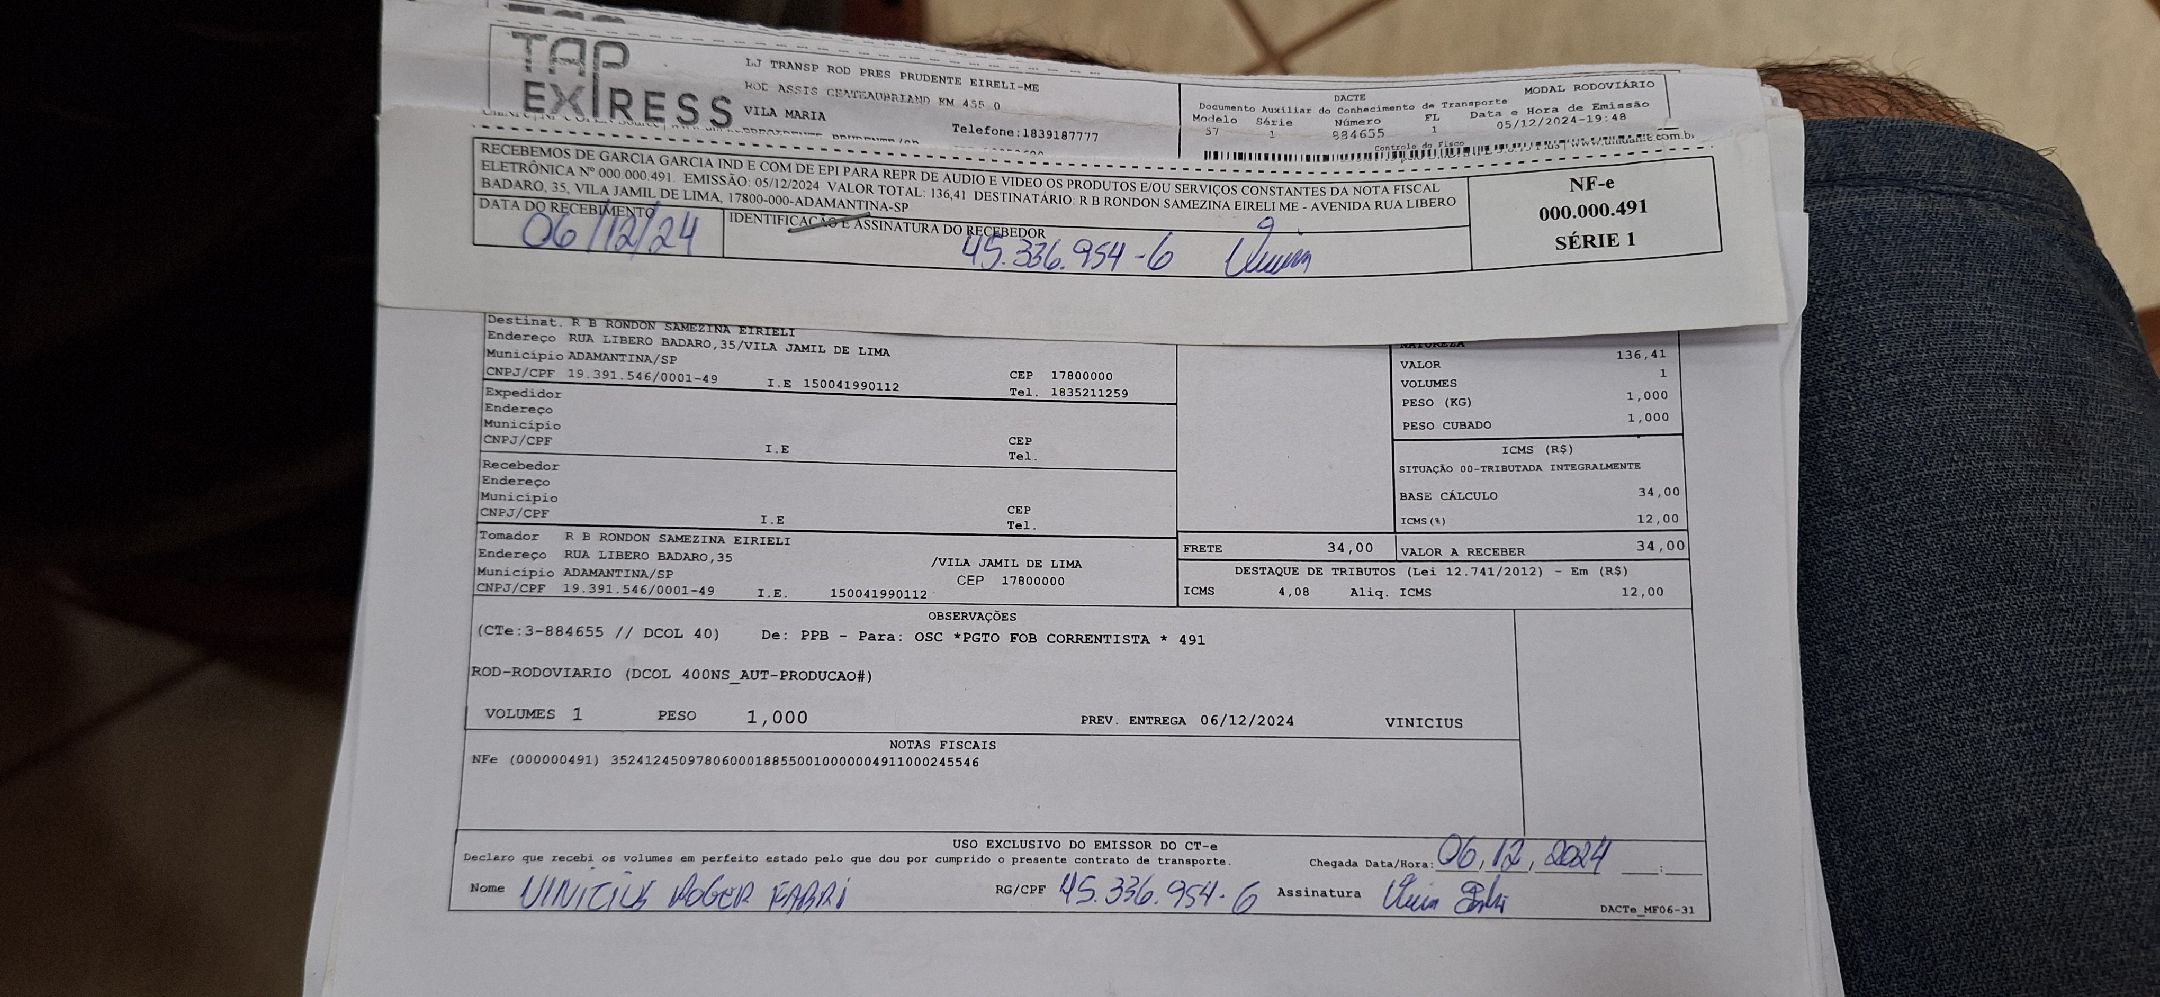 TAP
EXPRESS
LJ TRANSP ROD PRES PRUDENTE EIRELI-ME
ROD ASSIS CHATEAUBRIAND KM 455 0
VILA MARIA
Telefone:1839187777
DACTE
MODAL RODOVIÁRIO
Documento Auxiliar do Conhecimento de Transporte
Modelo Série Número FL Data e Hora de Emissão
57 1 884655 1 05/12/2024-19:48
Controle do Fisco
RECEBEMOS DE GARCIA GARCIA IND E COM DE EPI PARA REPR DE AUDIO E VIDEO OS PRODUTOS E/OU SERVIÇOS CONSTANTES DA NOTA FISCAL
ELETRÔNICA Nº 000.000.491. EMISSÃO: 05/12/2024 VALOR TOTAL: 136,41 DESTINATÁRIO: R B RONDON SAMEZINA EIRELI ME - AVENIDA RUA LIBERO
BADARO, 35, VILA JAMIL DE LIMA, 17800-000-ADAMANTINA-SP
NF-e
000.000.491
SÉRIE 1
DATA DO RECEBIMENTO
06/12/24
IDENTIFICAÇÃO E ASSINATURA DO RECEBEDOR
45.336.954-6
Destinat. R B RONDON SAMEZINA EIRIELI
Endereço RUA LIBERO BADARO,35/VILA JAMIL DE LIMA
Município ADAMANTINA/SP CEP 17800000
CNPJ/CPF 19.391.546/0001-49 I.E 150041990112 Tel. 1835211259
Expedidor
Endereço
Município CEP
CNPJ/CPF I.E Tel.
Recebedor
Endereço
Município CEP
CNPJ/CPF I.E Tel.
Tomador R B RONDON SAMEZINA EIRIELI
Endereço RUA LIBERO BADARO,35 /VILA JAMIL DE LIMA
Município ADAMANTINA/SP CEP 17800000
CNPJ/CPF 19.391.546/0001-49 I.E. 150041990112
NATUREZA
VALOR 136,41
VOLUMES 1
PESO (KG) 1,000
PESO CUBADO 1,000
ICMS (R$)
SITUAÇÃO 00-TRIBUTADA INTEGRALMENTE
BASE CÁLCULO 34,00
ICMS(%) 12,00
FRETE 34,00 VALOR A RECEBER 34,00
DESTAQUE DE TRIBUTOS (Lei 12.741/2012) - Em (R$)
ICMS 4,08 Aliq. ICMS 12,00
OBSERVAÇÕES
(CTe:3-884655 // DCOL 40) De: PPB - Para: OSC *PGTO FOB CORRENTISTA * 491
ROD-RODOVIARIO (DCOL 400NS_AUT-PRODUCAO#)
VOLUMES 1 PESO 1,000 PREV. ENTREGA 06/12/2024 VINICIUS
NOTAS FISCAIS
NFe (000000491) 35241245097806000188550010000004911000245546
USO EXCLUSIVO DO EMISSOR DO CT-e
Declaro que recebi os volumes em perfeito estado pelo que dou por cumprido o presente contrato de transporte. Chegada Data/Hora: 06,12,2024 :
Nome VINICIUS ROGER FABRI RG/CPF 45.336.954-6 Assinatura
DACTe_MF06-31